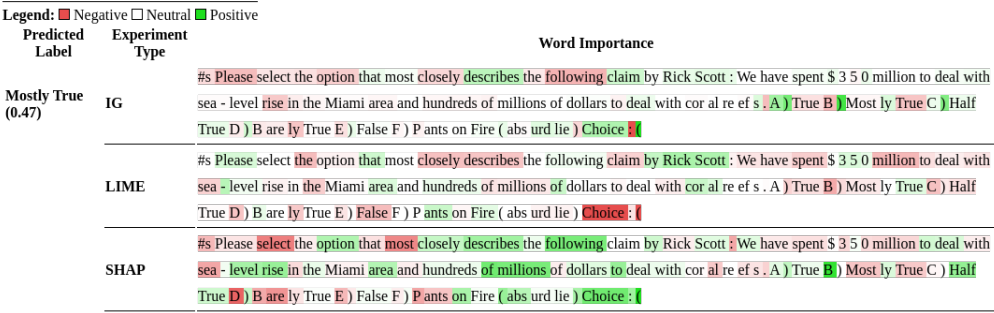 Legend: Negative Neutral Positive
Predicted Label Experiment Type Word Importance
Mostly True (0.47)
IG
#s Please select the option that most closely describes the following claim by Rick Scott : We have spent $ 3 5 0 million to deal with
sea - level rise in the Miami area and hundreds of millions of dollars to deal with cor al re ef s . A ) True B ) Most ly True C ) Half
True D ) B are ly True E ) False F ) P ants on Fire ( abs urd lie ) Choice : (
LIME
#s Please select the option that most closely describes the following claim by Rick Scott : We have spent $ 3 5 0 million to deal with
sea - level rise in the Miami area and hundreds of millions of dollars to deal with cor al re ef s . A ) True B ) Most ly True C ) Half
True D ) B are ly True E ) False F ) P ants on Fire ( abs urd lie ) Choice : (
SHAP
#s Please select the option that most closely describes the following claim by Rick Scott : We have spent $ 3 5 0 million to deal with
sea - level rise in the Miami area and hundreds of millions of dollars to deal with cor al re ef s . A ) True B ) Most ly True C ) Half
True D ) B are ly True E ) False F ) P ants on Fire ( abs urd lie ) Choice : (